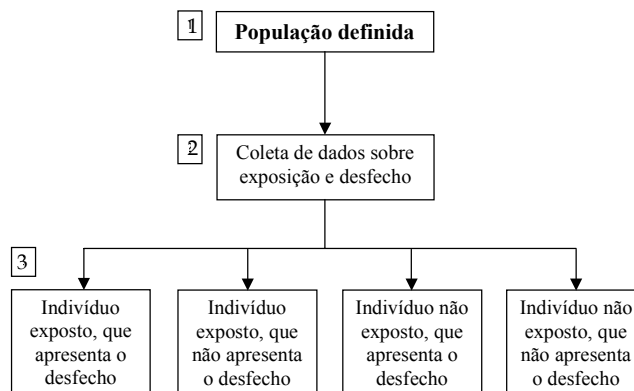 1
População definida
2
Coleta de dados sobre
exposição e desfecho
3
Indivíduo
exposto, que
apresenta o
desfecho
Indivíduo
exposto, que
não apresenta
o desfecho
Indivíduo não
exposto, que
apresenta o
desfecho
Indivíduo não
exposto, que
não apresenta
o desfecho